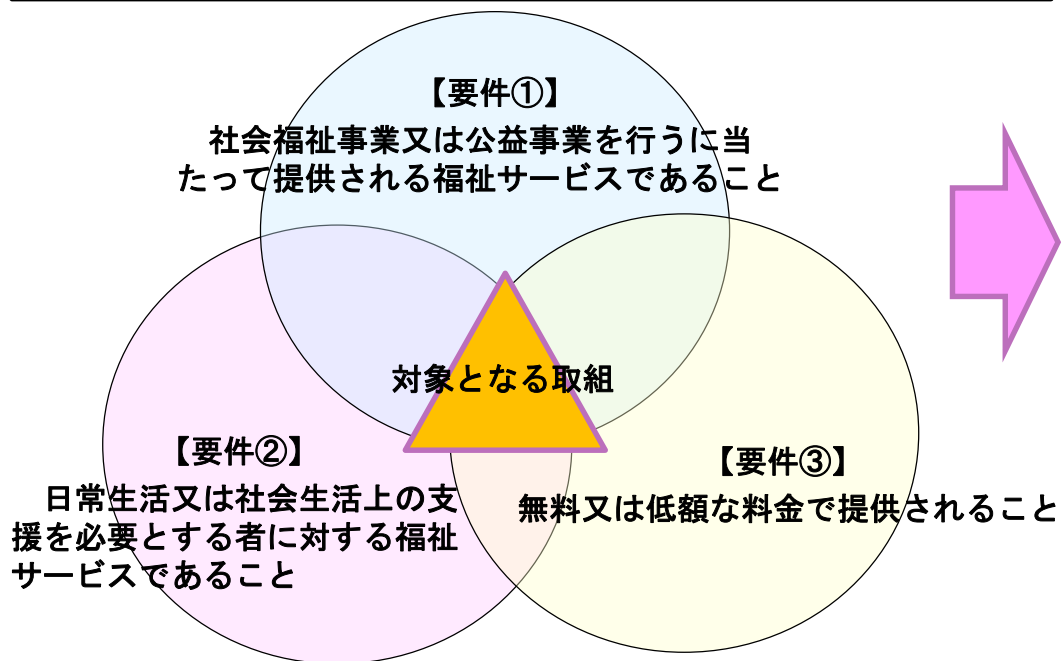 【要件①】
社会福祉事業又は公益事業を行うに当
たって提供される福祉サービスであること
対象となる取組
【要件②】
日常生活又は社会生活上の支
援を必要とする者に対する福祉
サービスであること
【要件③】
無料又は低額な料金で提供されること